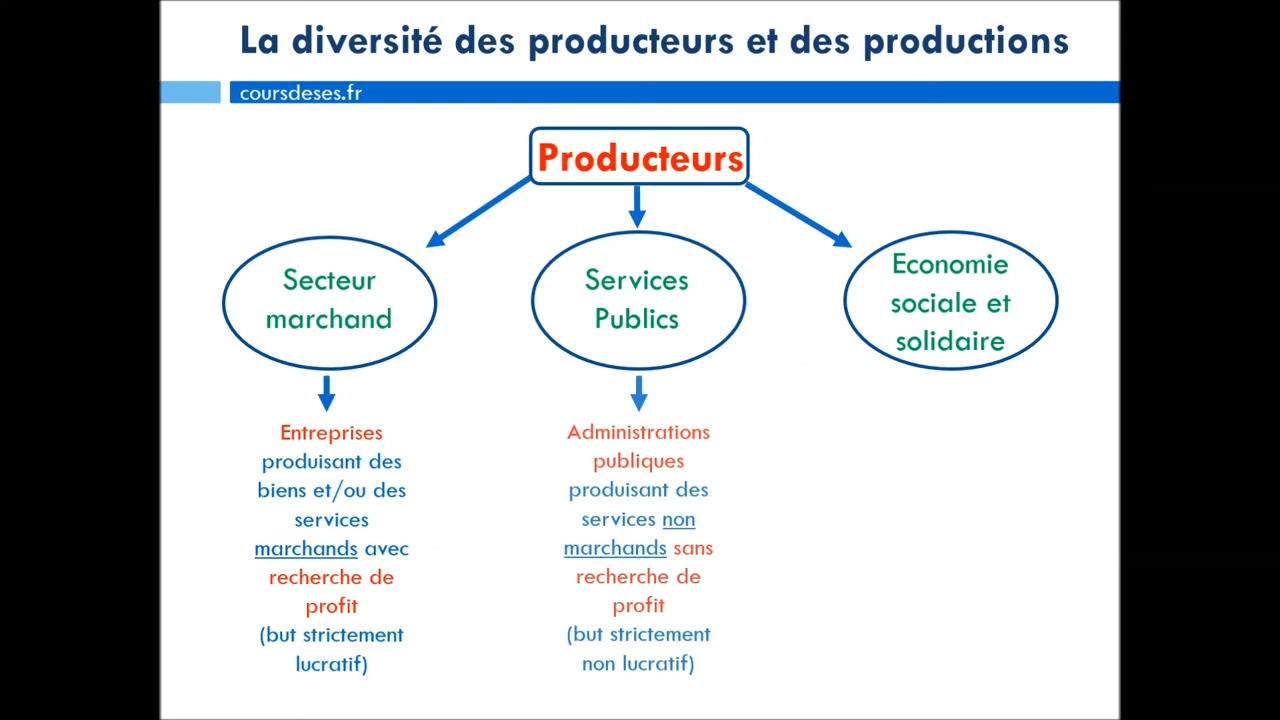 La diversité des producteurs et des productions
coursdeses.fr
Producteurs
Secteur
marchand
Services
Publics
Economie
sociale et
solidaire
Entreprises
produisant des
biens et/ou des
services
marchands avec
recherche de
profit
(but strictement
lucratif)
Administrations
publiques
produisant des
services non
marchands sans
recherche de
profit
(but strictement
non lucratif)